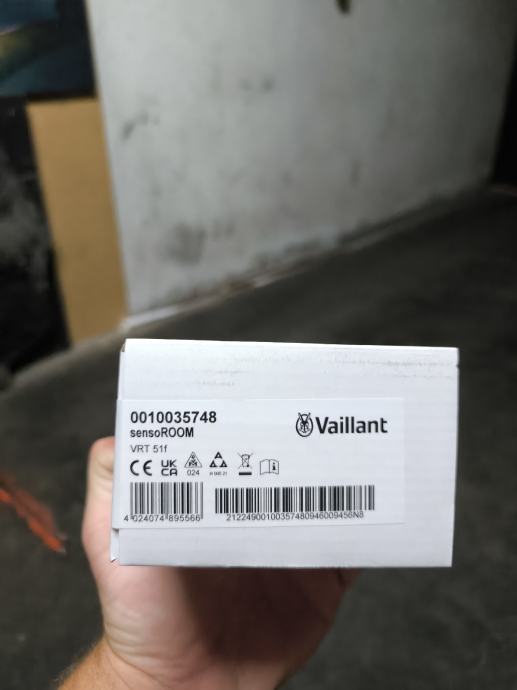 0010035748
sensoROOM
Vaillant
VRT 51f
CE UK CA 024
4 024074 895566
21224900100357480946009456N8